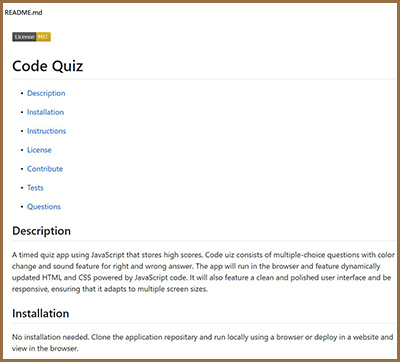 README.md
License MIT
Code Quiz
• Description
• Installation
• Instructions
• License
• Contribute
• Tests
• Questions
Description
A timed quiz app using JavaScript that stores high scores. Code uiz consists of multiple-choice questions with color
change and sound feature for right and wrong answer. The app will run in the browser and feature dynamically
updated HTML and CSS powered by JavaScript code. It will also feature a clean and polished user interface and be
responsive, ensuring that it adapts to multiple screen sizes.
Installation
No installation needed. Clone the application repositary and run locally using a browser or deploy in a website and
view in the browser.